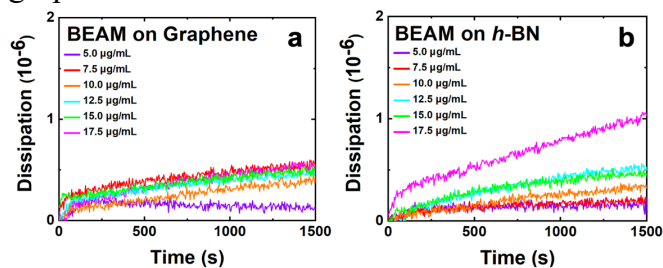 BEAM on Graphene a
5.0 µg/mL
7.5 µg/mL
10.0 µg/mL
12.5 µg/mL
15.0 µg/mL
17.5 µg/mL
Dissipation (10⁻⁶)
2
1
0
0 500 1000 1500
Time (s)
BEAM on h-BN b
5.0 µg/mL
7.5 µg/mL
10.0 µg/mL
12.5 µg/mL
15.0 µg/mL
17.5 µg/mL
Dissipation (10⁻⁶)
2
1
0
0 500 1000 1500
Time (s)